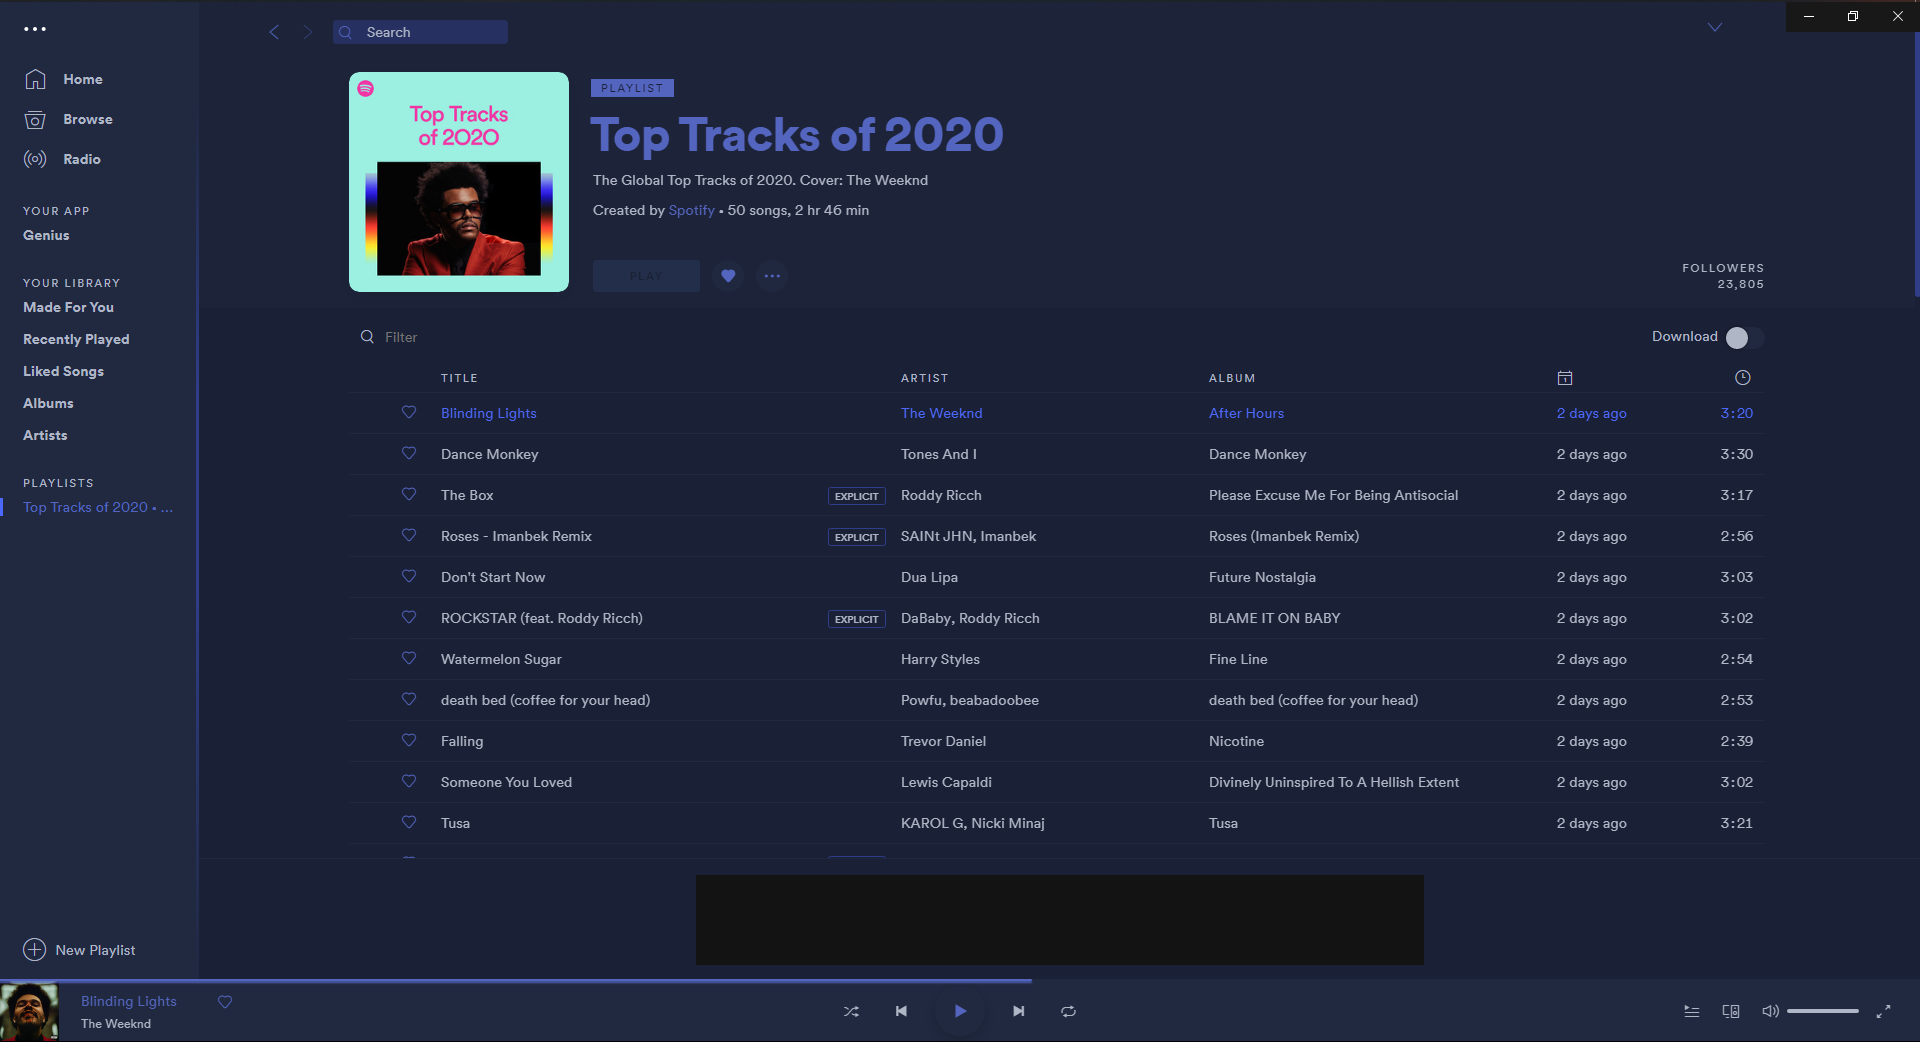 Search
Home
Browse
Radio
YOUR APP
Genius
YOUR LIBRARY
Made For You
Recently Played
Liked Songs
Albums
Artists
PLAYLISTS
Top Tracks of 2020 • ...
New Playlist
Top Tracks
of 2020
PLAYLIST
Top Tracks of 2020
The Global Top Tracks of 2020. Cover: The Weeknd
Created by Spotify • 50 songs, 2 hr 46 min
PLAY
FOLLOWERS
23,805
Filter
Download
TITLE ARTIST ALBUM
Blinding Lights The Weeknd After Hours 2 days ago 3:20
Dance Monkey Tones And I Dance Monkey 2 days ago 3:30
The Box EXPLICIT Roddy Ricch Please Excuse Me For Being Antisocial 2 days ago 3:17
Roses - Imanbek Remix EXPLICIT SAINt JHN, Imanbek Roses (Imanbek Remix) 2 days ago 2:56
Don't Start Now Dua Lipa Future Nostalgia 2 days ago 3:03
ROCKSTAR (feat. Roddy Ricch) EXPLICIT DaBaby, Roddy Ricch BLAME IT ON BABY 2 days ago 3:02
Watermelon Sugar Harry Styles Fine Line 2 days ago 2:54
death bed (coffee for your head) Powfu, beabadoobee death bed (coffee for your head) 2 days ago 2:53
Falling Trevor Daniel Nicotine 2 days ago 2:39
Someone You Loved Lewis Capaldi Divinely Uninspired To A Hellish Extent 2 days ago 3:02
Tusa KAROL G, Nicki Minaj Tusa 2 days ago 3:21
Blinding Lights
The Weeknd